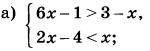 а) { 6x − 1 > 3 − x,
2x − 4 < x;